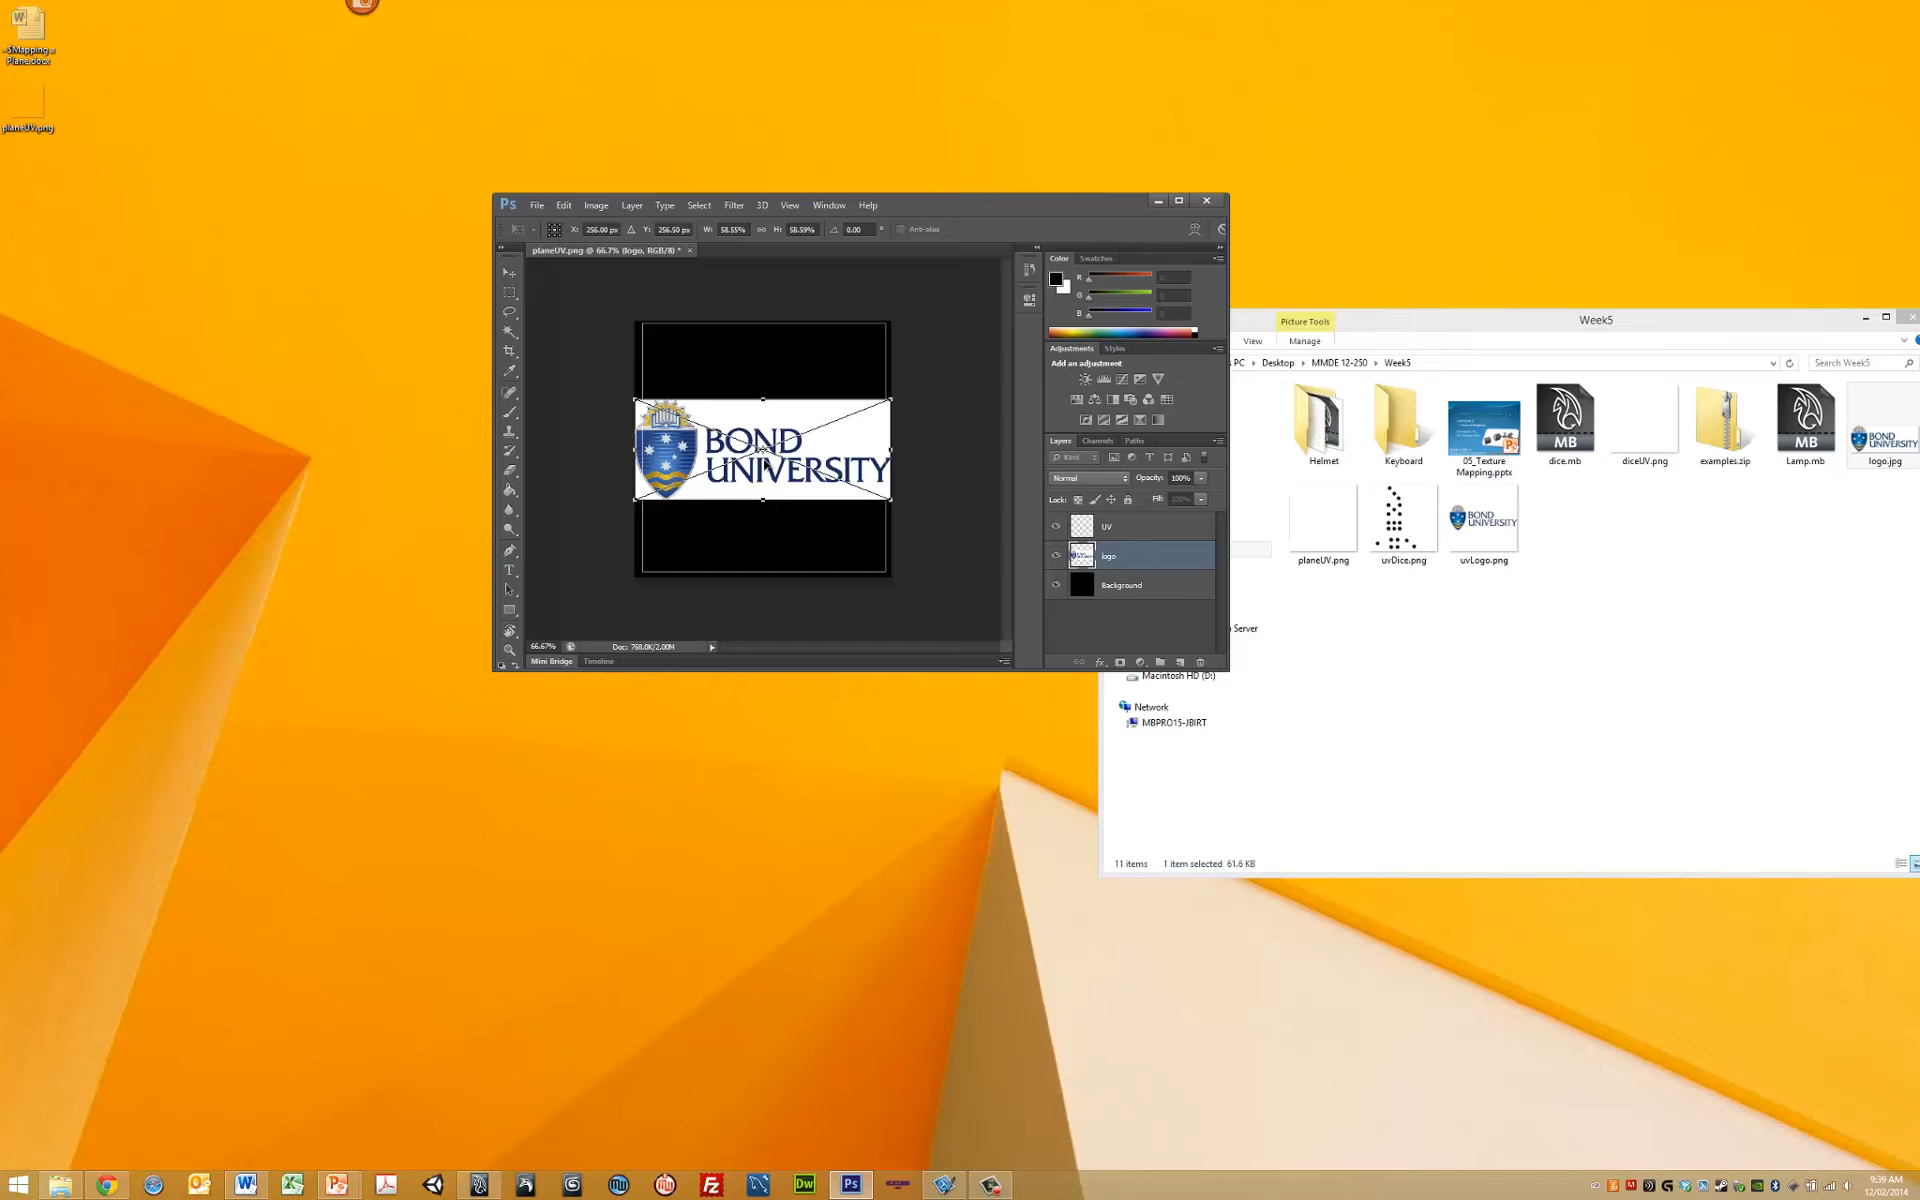 ~$Mapping a
Plane.docx
planeUV.png
Ps File Edit Image Layer Type Select Filter 3D View Window Help
X: 256.00 px Y: 256.50 px W: 58.55% H: 58.59% 0.00 ° Anti-alias
planeUV.png @ 66.7% (logo, RGB/8) * ×
BOND
UNIVERSITY
66.67% Doc: 768.0K/2.00M
Mini Bridge Timeline
Color Swatches
R
G
B
Adjustments Styles
Add an adjustment
Layers Channels Paths
Kind
Normal Opacity: 100%
Lock: Fill: 100%
UV
logo
Background
Picture Tools Week5
View Manage
PC Desktop MMDE 12-250 Week5 Search Week5
Helmet Keyboard 05_Texture Mapping.pptx dice.mb diceUV.png examples.zip Lamp.mb logo.jpg
MB
MB
BOND
UNIVERSITY
planeUV.png uvDice.png uvLogo.png
BOND
UNIVERSITY
Server
Macintosh HD (D:)
Network
MBPRO15-JBIRT
11 items 1 item selected 61.6 KB
Dw
Ps
9:39 AM
12/02/2014